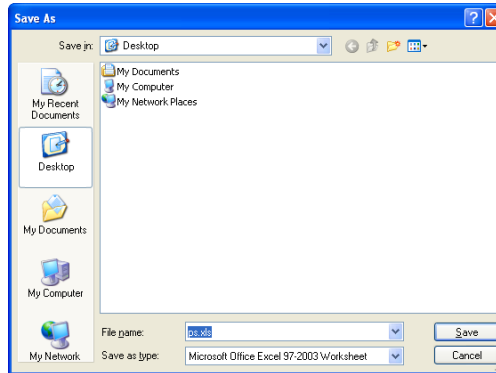 Save As
Save in:
Desktop
My Recent
Documents
Desktop
My Documents
My Computer
My Network
My Documents
My Computer
My Network Places
File name:
ps.xls
Save
Save as type:
Microsoft Office Excel 97-2003 Worksheet
Cancel